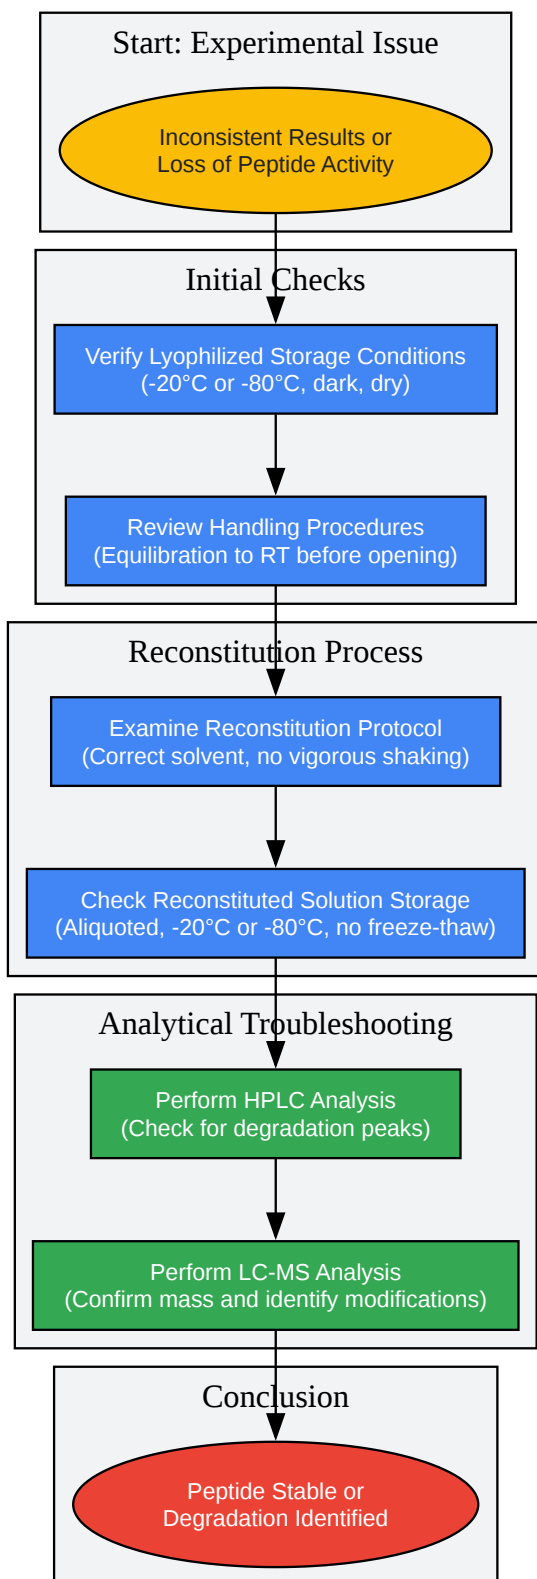 Start: Experimental Issue
Inconsistent Results or
Loss of Peptide Activity
Initial Checks
Verify Lyophilized Storage Conditions
(-20°C or -80°C, dark, dry)
Review Handling Procedures
(Equilibration to RT before opening)
Reconstitution Process
Examine Reconstitution Protocol
(Correct solvent, no vigorous shaking)
Check Reconstituted Solution Storage
(Aliquoted, -20°C or -80°C, no freeze-thaw)
Analytical Troubleshooting
Perform HPLC Analysis
(Check for degradation peaks)
Perform LC-MS Analysis
(Confirm mass and identify modifications)
Conclusion
Peptide Stable or
Degradation Identified